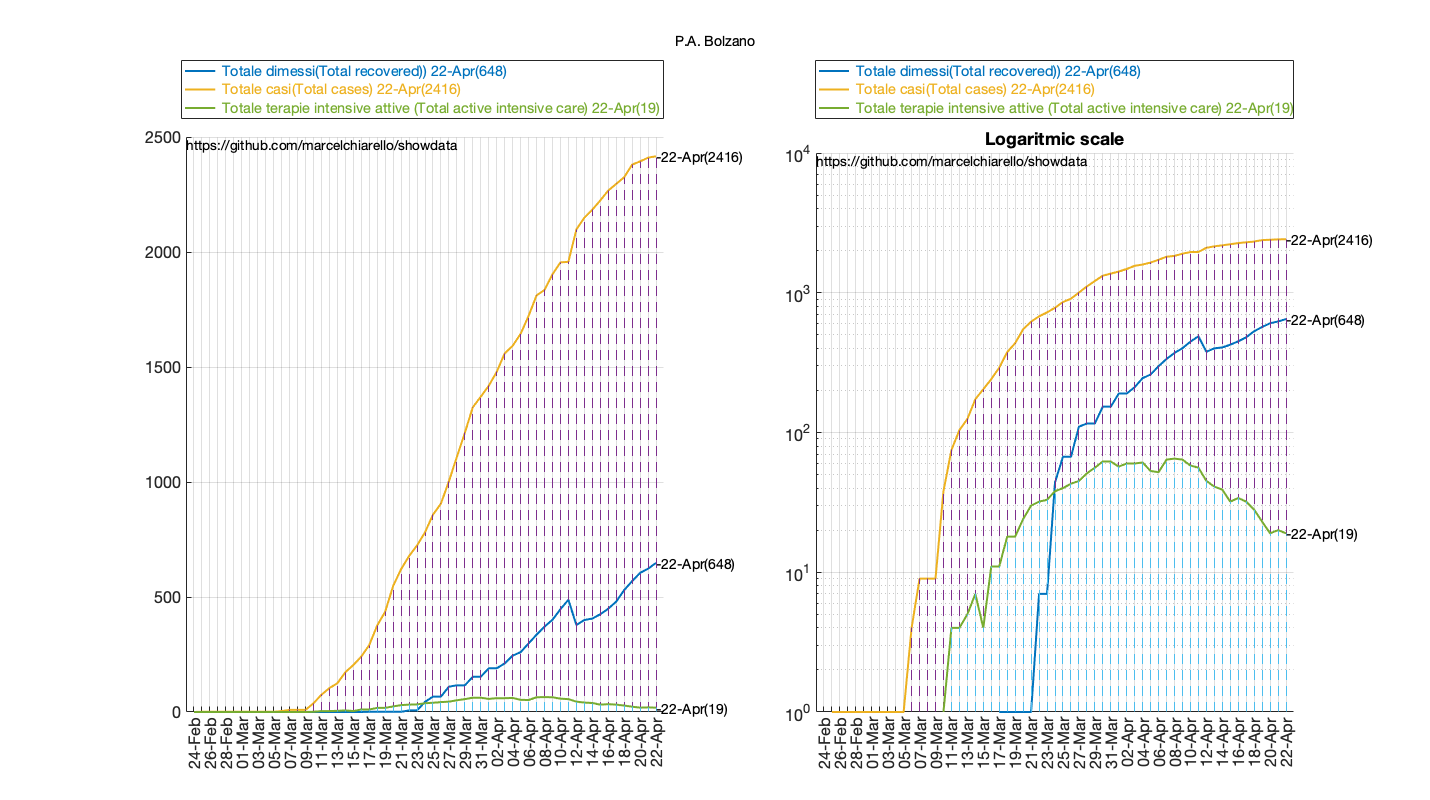 P.A. Bolzano
Totale dimessi(Total recovered)) 22-Apr(648)
Totale casi(Total cases) 22-Apr(2416)
Totale terapie intensive attive (Total active intensive care) 22-Apr(19)
2500
2000
1500
1000
500
0
https://github.com/marcelchiarello/showdata
22-Apr(2416)
22-Apr(648)
22-Apr(19)
24-Feb
26-Feb
28-Feb
01-Mar
03-Mar
05-Mar
07-Mar
09-Mar
11-Mar
13-Mar
15-Mar
17-Mar
19-Mar
21-Mar
23-Mar
25-Mar
27-Mar
29-Mar
31-Mar
02-Apr
04-Apr
06-Apr
08-Apr
10-Apr
12-Apr
14-Apr
16-Apr
18-Apr
20-Apr
22-Apr
Totale dimessi(Total recovered)) 22-Apr(648)
Totale casi(Total cases) 22-Apr(2416)
Totale terapie intensive attive (Total active intensive care) 22-Apr(19)
Logaritmic scale
10^4
10^3
10^2
10^1
10^0
https://github.com/marcelchiarello/showdata
22-Apr(2416)
22-Apr(648)
22-Apr(19)
24-Feb
26-Feb
28-Feb
01-Mar
03-Mar
05-Mar
07-Mar
09-Mar
11-Mar
13-Mar
15-Mar
17-Mar
19-Mar
21-Mar
23-Mar
25-Mar
27-Mar
29-Mar
31-Mar
02-Apr
04-Apr
06-Apr
08-Apr
10-Apr
12-Apr
14-Apr
16-Apr
18-Apr
20-Apr
22-Apr